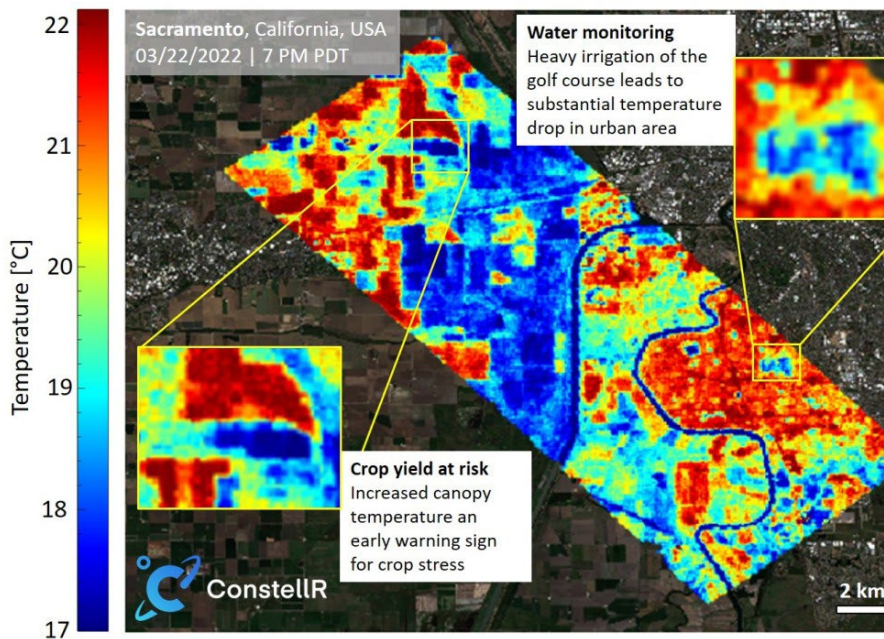 Sacramento, California, USA
03/22/2022 | 7 PM PDT
Water monitoring
Heavy irrigation of the
golf course leads to
substantial temperature
drop in urban area
22
21
20
19
18
17
Temperature [°C]
Crop yield at risk
Increased canopy
temperature an
early warning sign
for crop stress
ConstellR
2 km